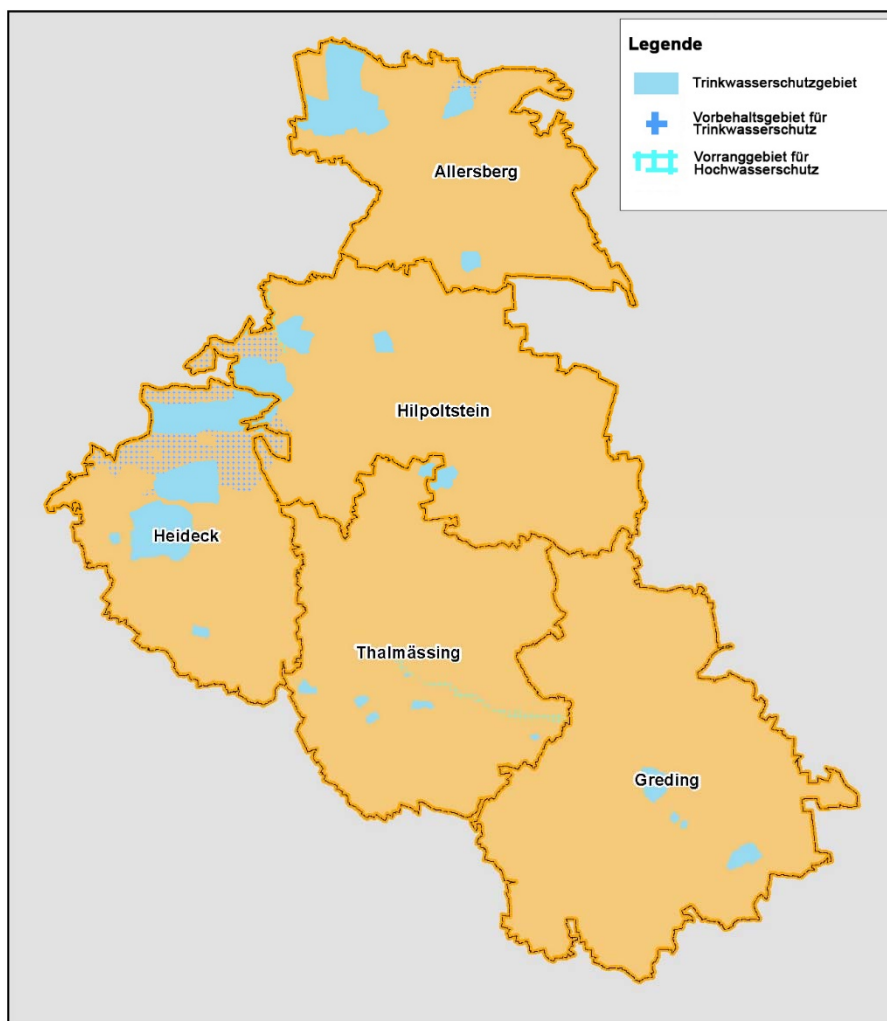 Legende
Trinkwasserschutzgebiet
Vorbehaltsgebiet für
Trinkwasserschutz
Vorranggebiet für
Hochwasserschutz
Allersberg
Hilpoltstein
Heideck
Thalmässing
Greding